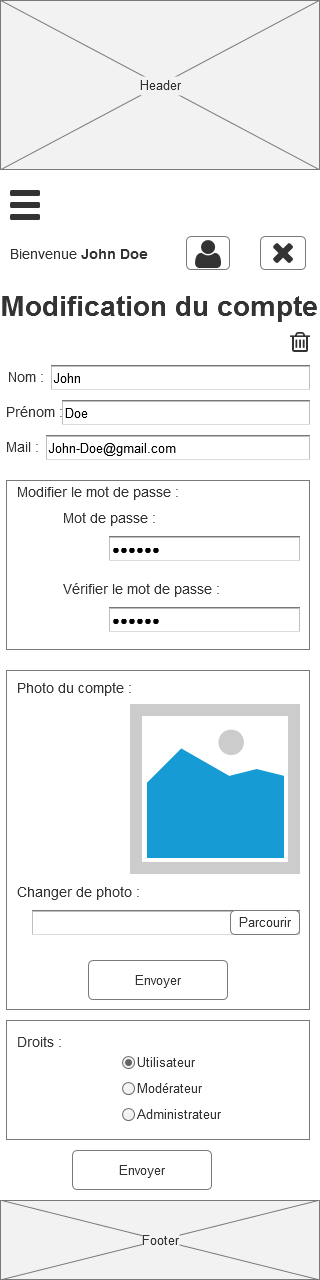 Header
Bienvenue John Doe
Modification du compte
Nom : John
Prénom : Doe
Mail : John-Doe@gmail.com
Modifier le mot de passe :
Mot de passe :
••••••
Vérifier le mot de passe :
••••••
Photo du compte :
Changer de photo :
Parcourir
Envoyer
Droits :
Utilisateur
Modérateur
Administrateur
Envoyer
Footer